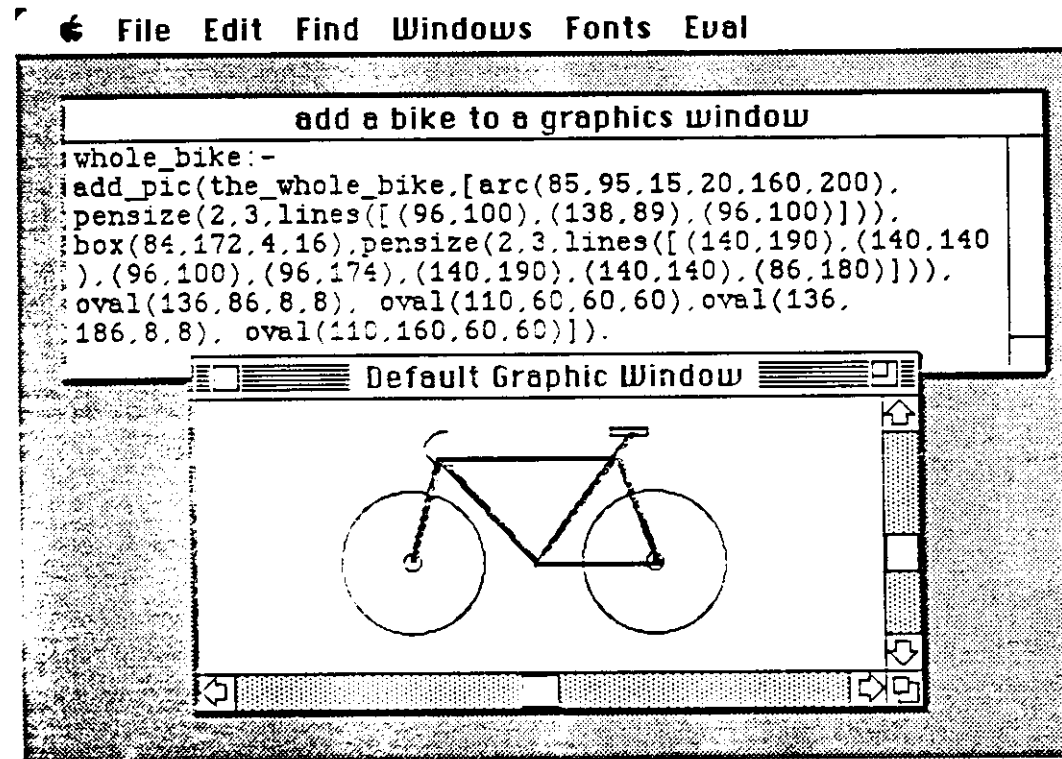 File Edit Find Windows Fonts Eval
add a bike to a graphics window
whole_bike:-
add_pic(the_whole_bike,[arc(85,95,15,20,160,200),
pensize(2,3,lines([(96,100),(138,89),(96,100)])),
box(84,172,4,16),pensize(2,3,lines([(140,190),(140,140
),(96,100),(96,174),(140,190),(140,140),(86,180)])),
oval(136,86,8,8), oval(110,60,60,60),oval(136,
186,8,8), oval(110,160,60,60)]).
Default Graphic Window